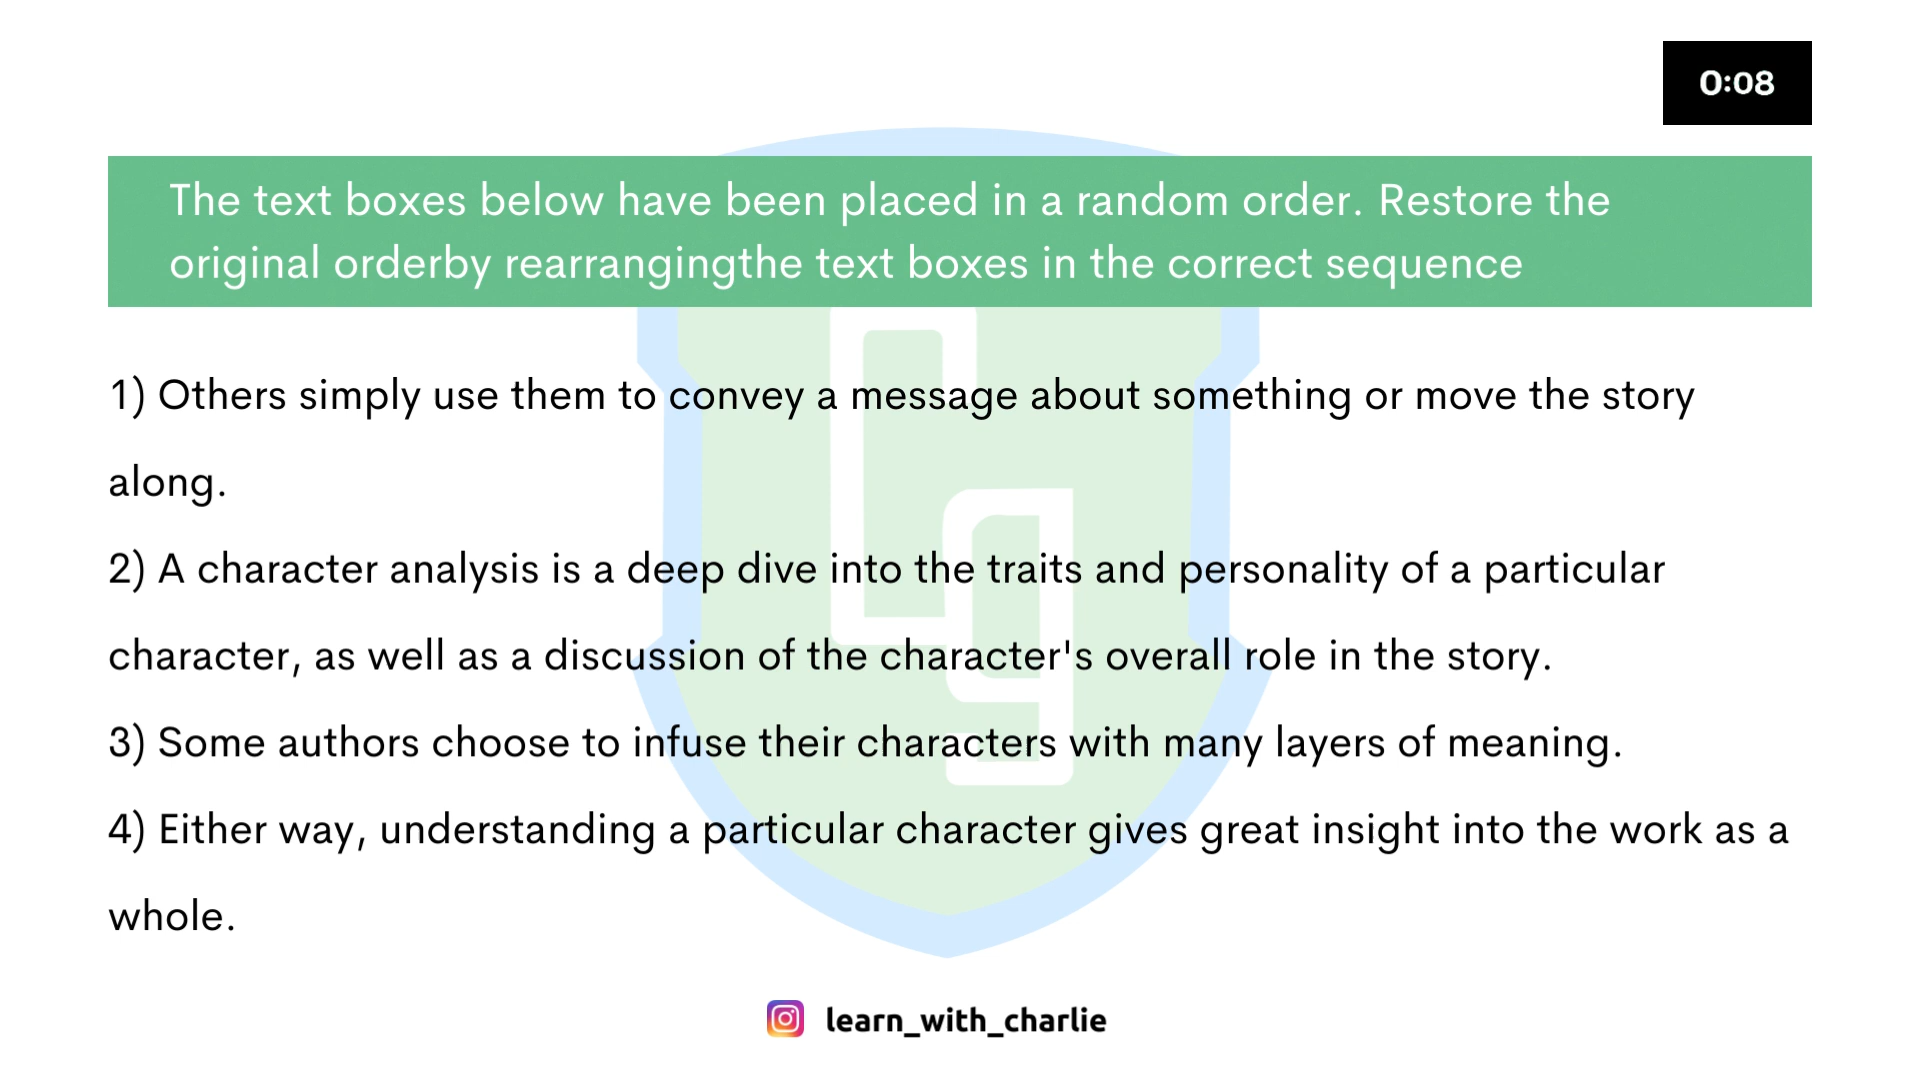 0:08
The text boxes below have been placed in a random order. Restore the
original orderby rearrangingthe text boxes in the correct sequence
1) Others simply use them to convey a message about something or move the story
along.
2) A character analysis is a deep dive into the traits and personality of a particular
character, as well as a discussion of the character's overall role in the story.
3) Some authors choose to infuse their characters with many layers of meaning.
4) Either way, understanding a particular character gives great insight into the work as a
whole.
learn_with_charlie